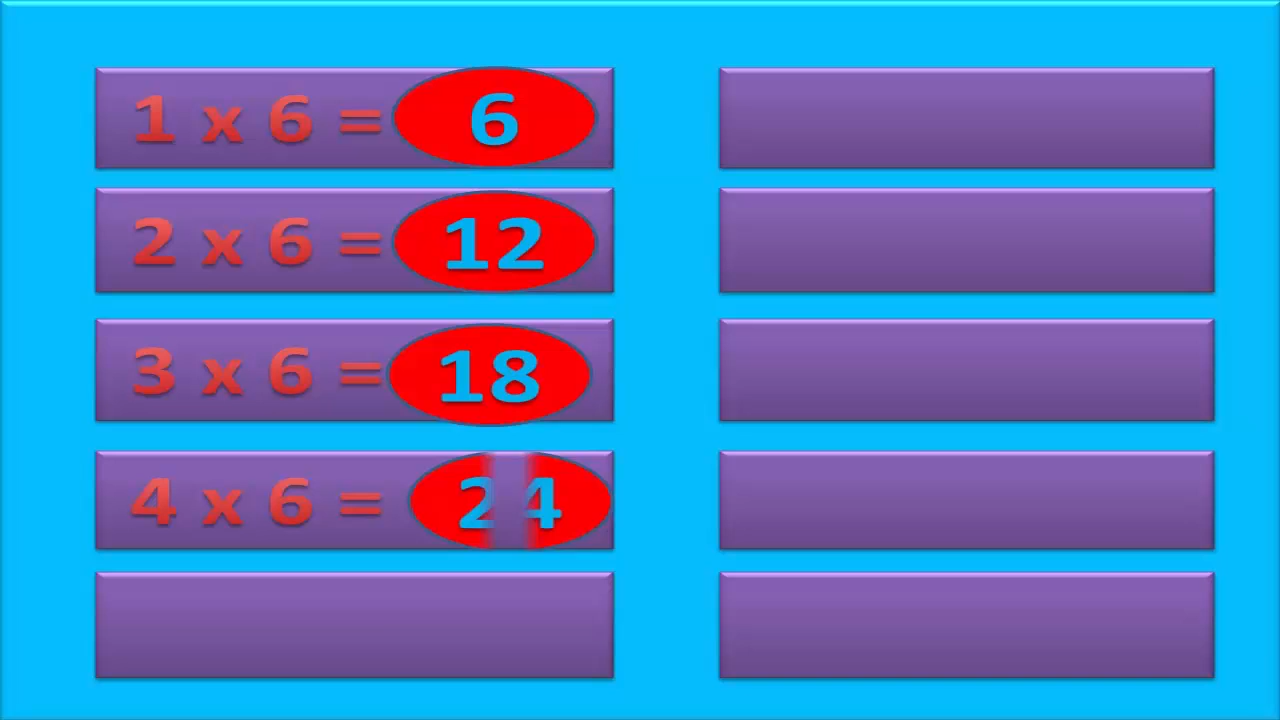 1 x 6 = 6
2 x 6 = 12
3 x 6 = 18
4 x 6 = 24